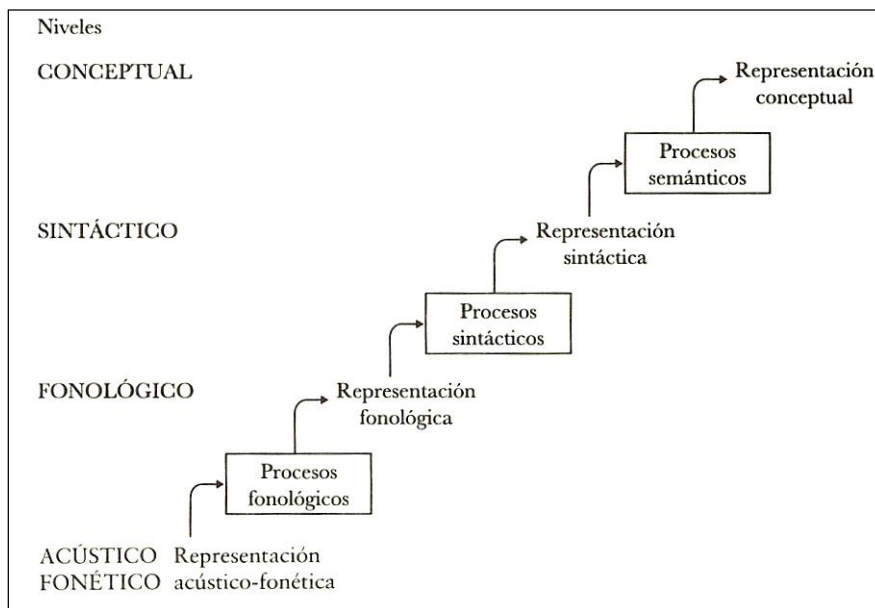 Niveles
CONCEPTUAL
Representación
conceptual
Procesos
semánticos
SINTÁCTICO
Representación
sintáctica
Procesos
sintácticos
FONOLÓGICO
Representación
fonológica
Procesos
fonológicos
ACÚSTICO Representación
FONÉTICO acústico-fonética